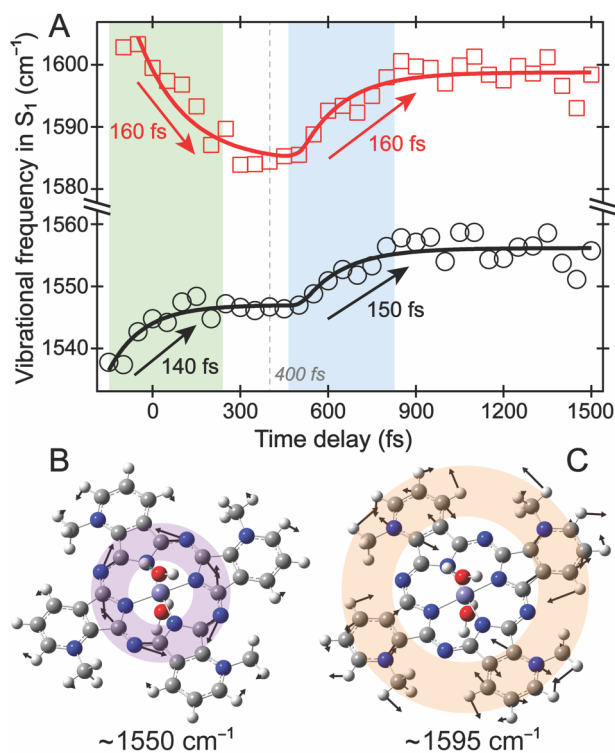 A
Vibrational frequency in S₁ (cm⁻¹)
1600
1590
1580
1560
1550
1540
160 fs
160 fs
140 fs
150 fs
400 fs
0
300
600
900
1200
1500
Time delay (fs)
B
C
~1550 cm⁻¹
~1595 cm⁻¹